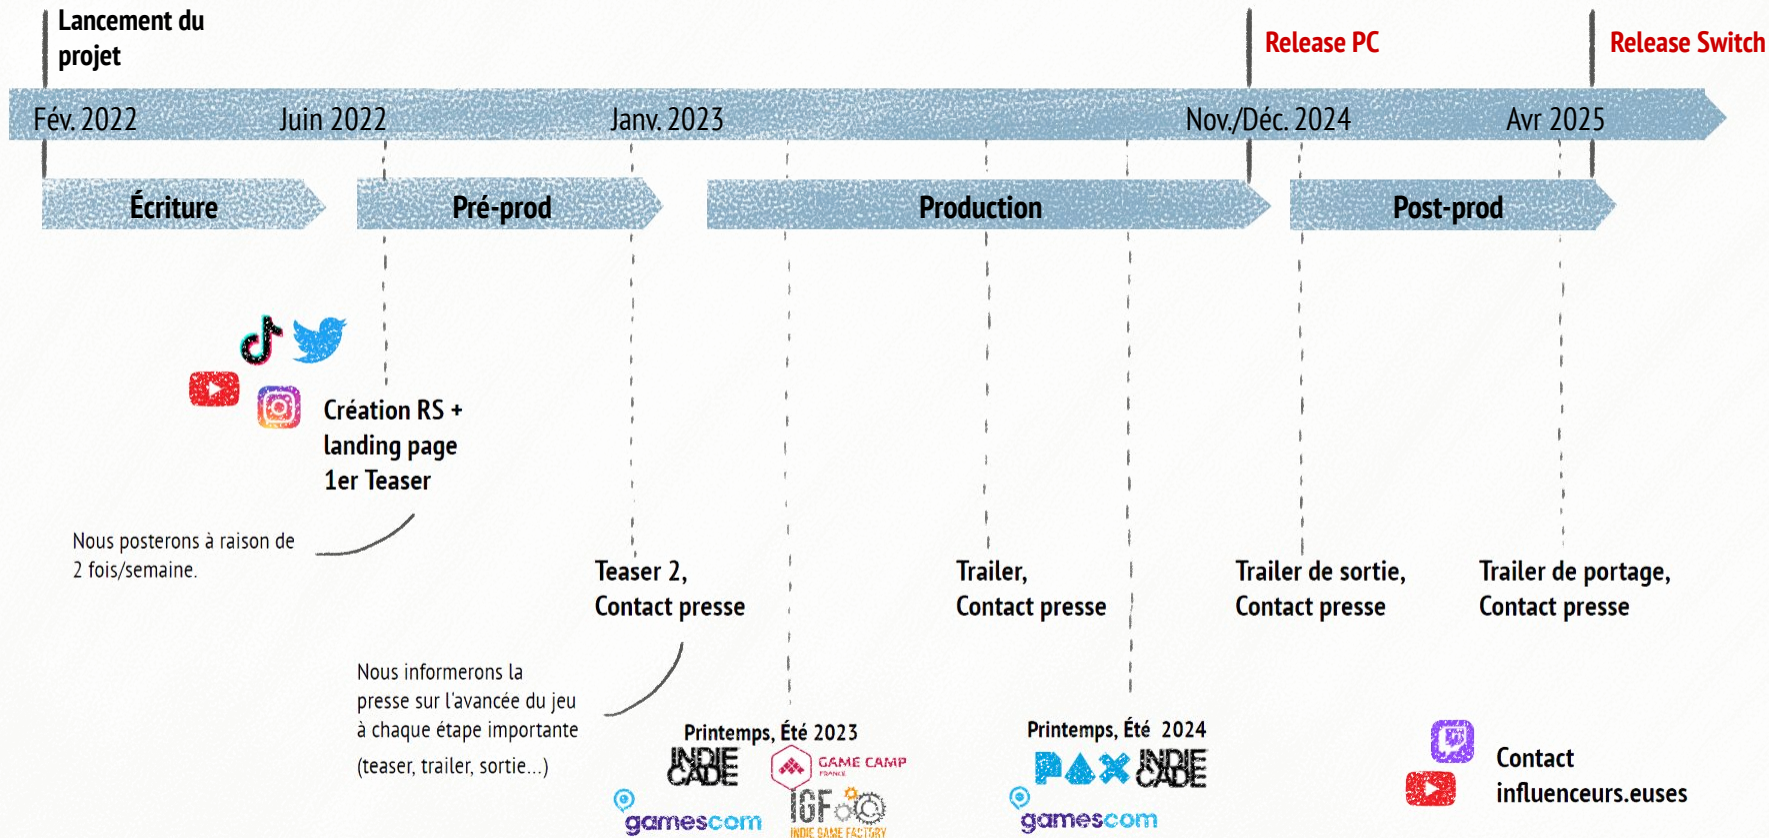 Lancement du
projet
Release PC
Release Switch
Fév. 2022
Juin 2022
Janv. 2023
Nov./Déc. 2024
Avr 2025
Écriture
Pré-prod
Production
Post-prod
Création RS +
landing page
1er Teaser
Nous posterons à raison de
2 fois/semaine.
Teaser 2,
Contact presse
Trailer,
Contact presse
Trailer de sortie,
Contact presse
Trailer de portage,
Contact presse
Nous informerons la
presse sur l'avancée du jeu
à chaque étape importante
(teaser, trailer, sortie...)
Printemps, Été 2023
INDIE
CADE
GAME CAMP
FRANCE
gamescom
IGF
INDIE GAME FACTORY
Printemps, Été 2024
PAX
INDIE
CADE
gamescom
Contact
influenceurs.euses